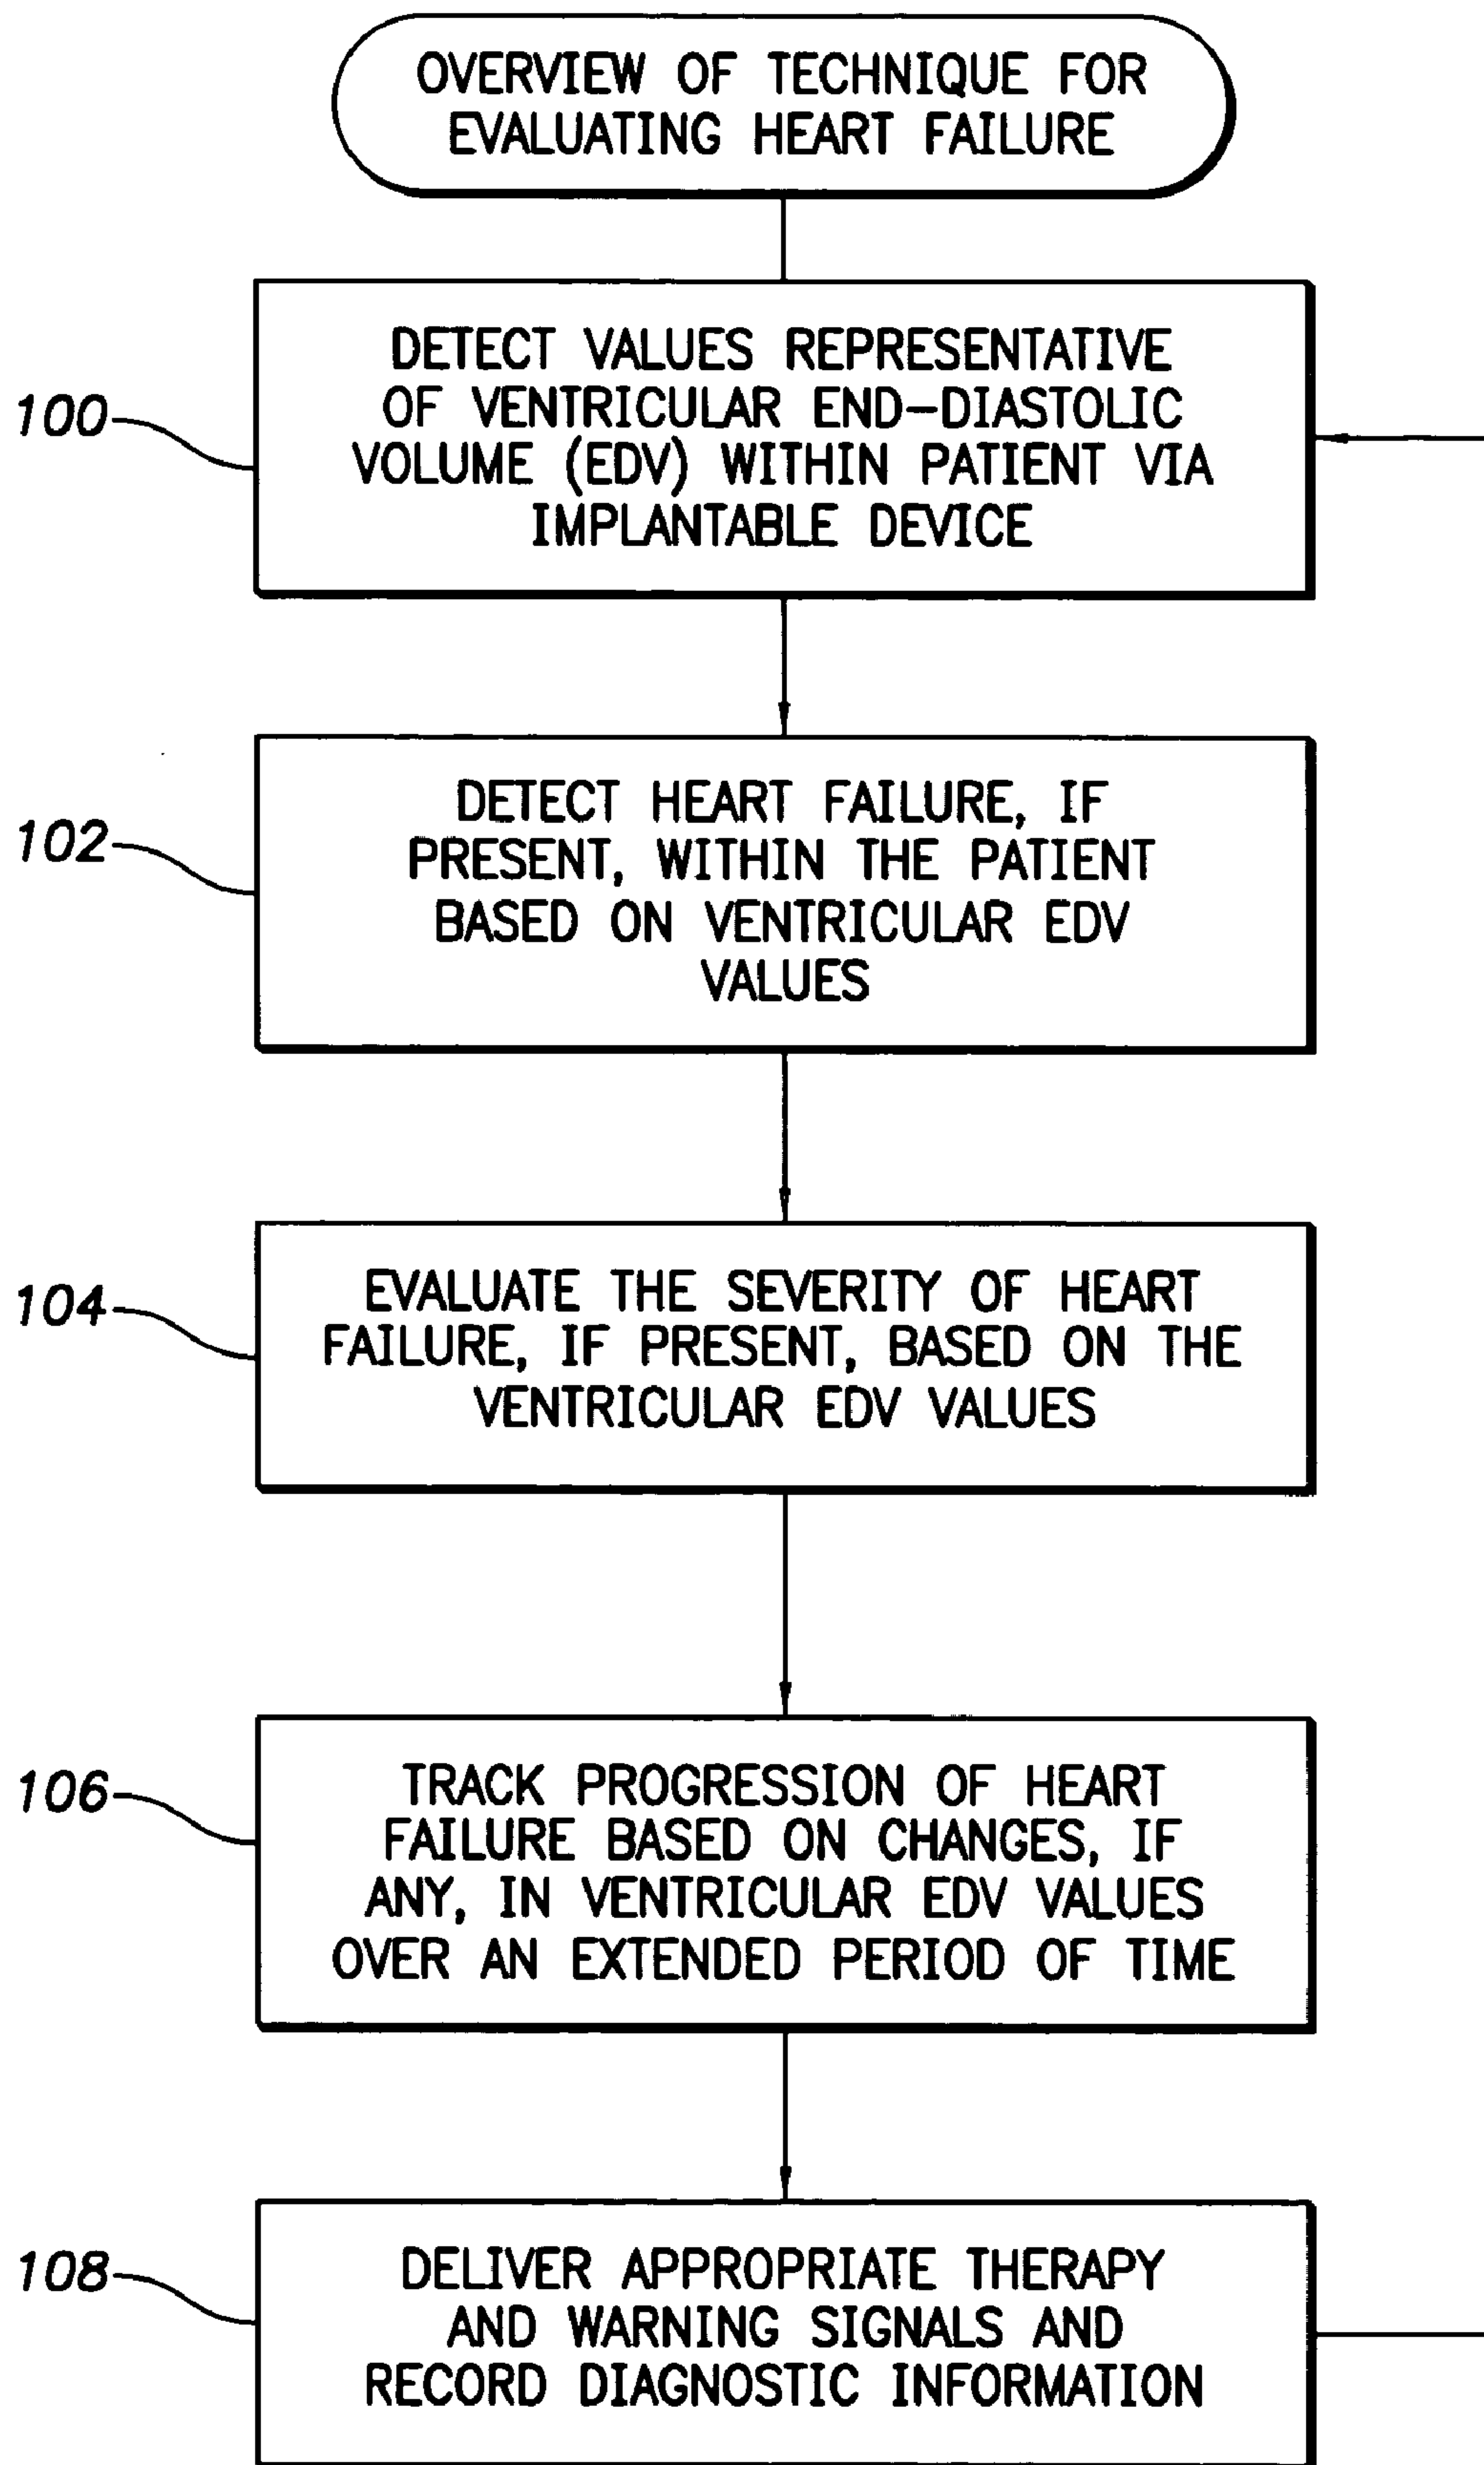 OVERVIEW OF TECHNIQUE FOR
EVALUATING HEART FAILURE
100
DETECT VALUES REPRESENTATIVE
OF VENTRICULAR END-DIASTOLIC
VOLUME (EDV) WITHIN PATIENT VIA
IMPLANTABLE DEVICE
102
DETECT HEART FAILURE, IF
PRESENT, WITHIN THE PATIENT
BASED ON VENTRICULAR EDV
VALUES
104
EVALUATE THE SEVERITY OF HEART
FAILURE, IF PRESENT, BASED ON THE
VENTRICULAR EDV VALUES
106
TRACK PROGRESSION OF HEART
FAILURE BASED ON CHANGES, IF
ANY, IN VENTRICULAR EDV VALUES
OVER AN EXTENDED PERIOD OF TIME
108
DELIVER APPROPRIATE THERAPY
AND WARNING SIGNALS AND
RECORD DIAGNOSTIC INFORMATION